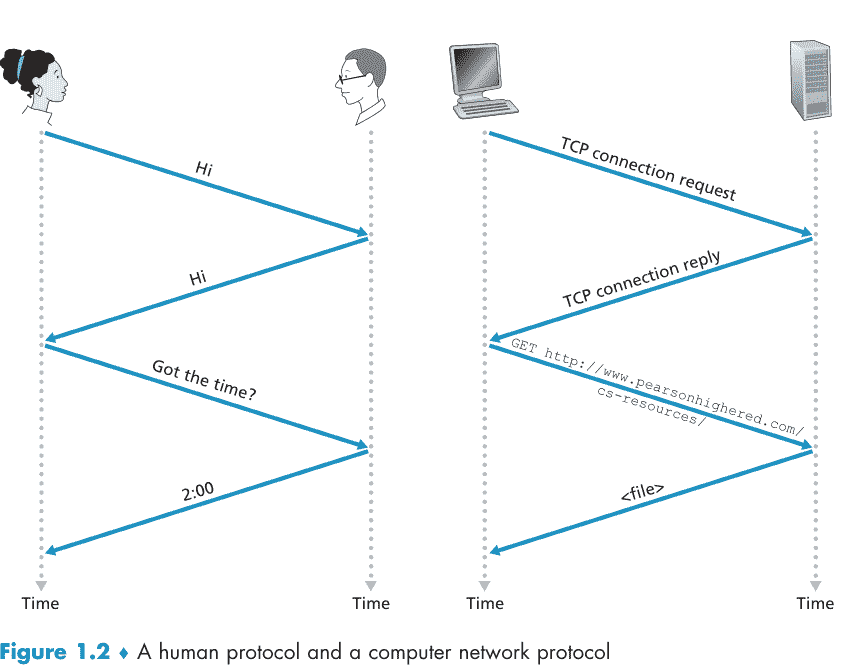 Hi
Hi
Got the time?
2:00
Time
Time
TCP connection request
TCP connection reply
GET http://www.pearsonhighered.com/
cs-resources/
<file>
Time
Time
Figure 1.2 ♦ A human protocol and a computer network protocol